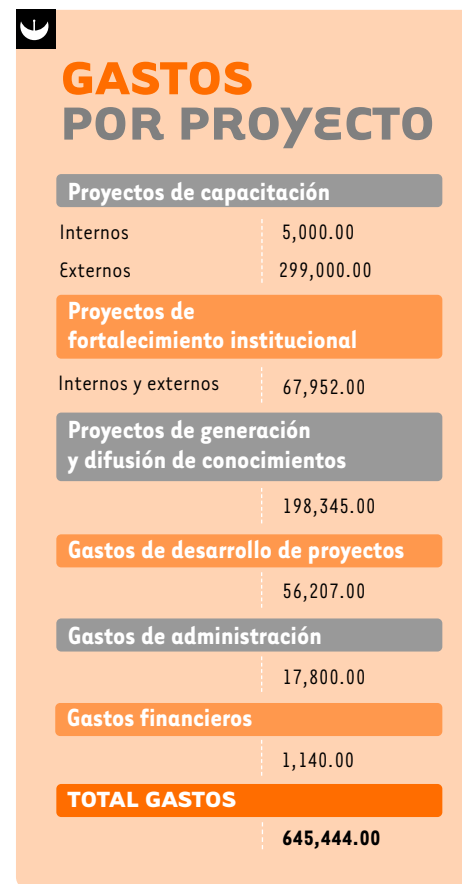 GASTOS
POR PROYECTO
Proyectos de capacitación
Internos 5,000.00
Externos 299,000.00
Proyectos de
fortalecimiento institucional
Internos y externos 67,952.00
Proyectos de generación
y difusión de conocimientos
198,345.00
Gastos de desarrollo de proyectos
56,207.00
Gastos de administración
17,800.00
Gastos financieros
1,140.00
TOTAL GASTOS
645,444.00